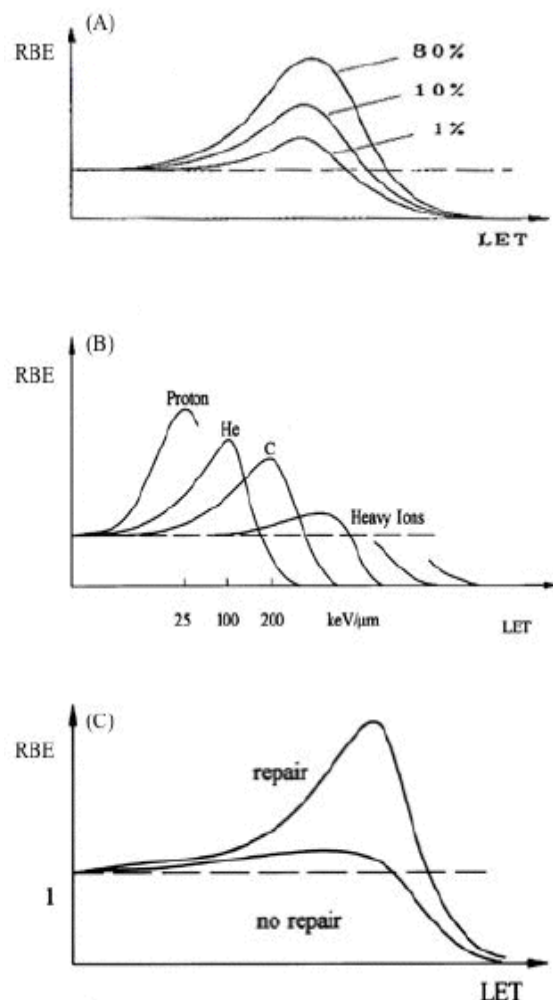 (A)
RBE
80%
10%
1%
LET
(B)
RBE
Proton
He
C
Heavy Ions
25 100 200 keV/μm
LET
(C)
RBE
repair
1
no repair
LET